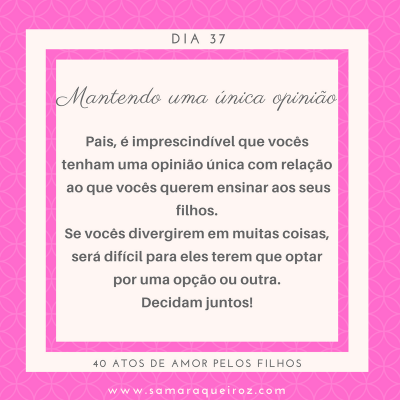 DIA 37
Mantendo uma única opinião
Pais, é imprescindível que vocês
tenham uma opinião única com relação
ao que vocês querem ensinar aos seus
filhos.
Se vocês divergirem em muitas coisas,
será difícil para eles terem que optar
por uma opção ou outra.
Decidam juntos!
40 ATOS DE AMOR PELOS FILHOS
www.samaraqueiroz.com